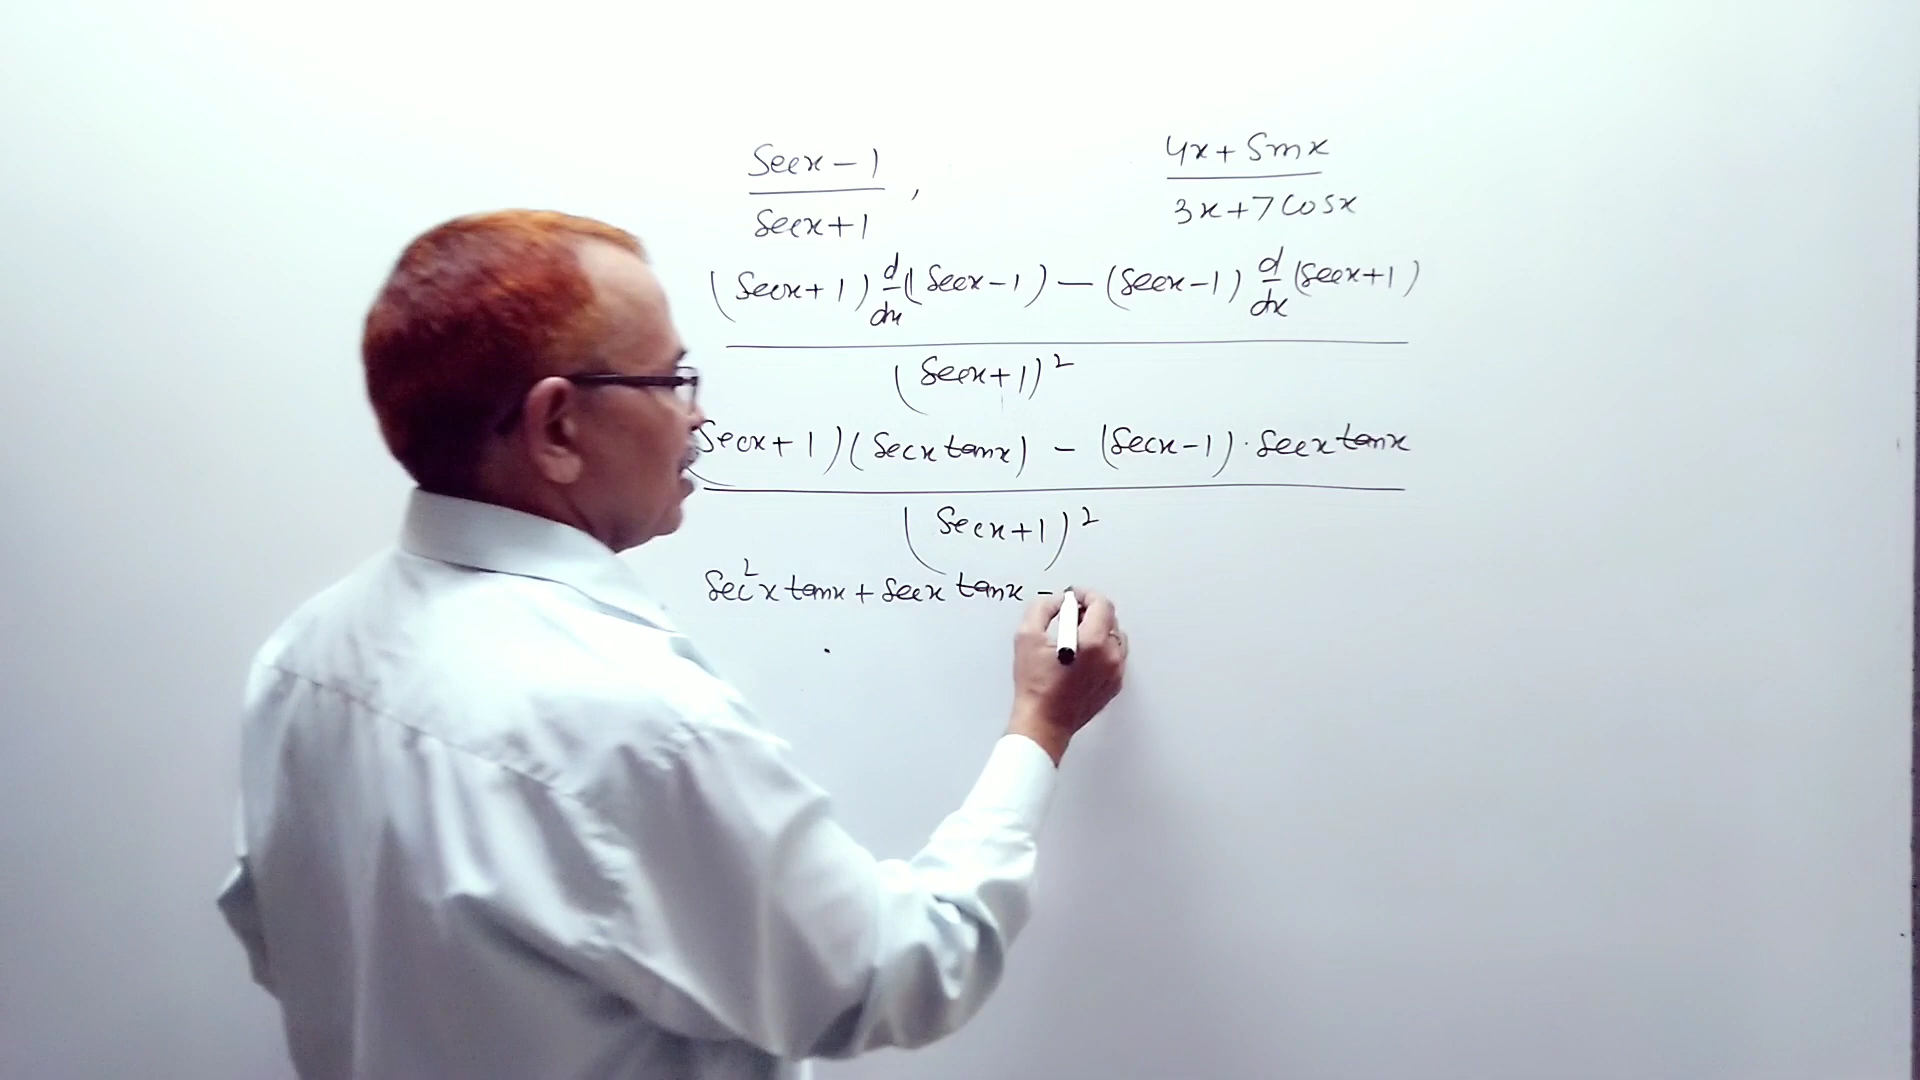 Secx - 1 / Secx + 1 , 4x + Sinx / 3x + 7 Cosx
(Secx + 1) d/dx (Secx - 1) - (Secx - 1) d/dx (Secx + 1)
(Secx + 1)²
Secx + 1)(Secx tanx) - (Secx - 1) · Secx tanx
(Secx + 1)²
Sec²x tanx + Secx tanx -